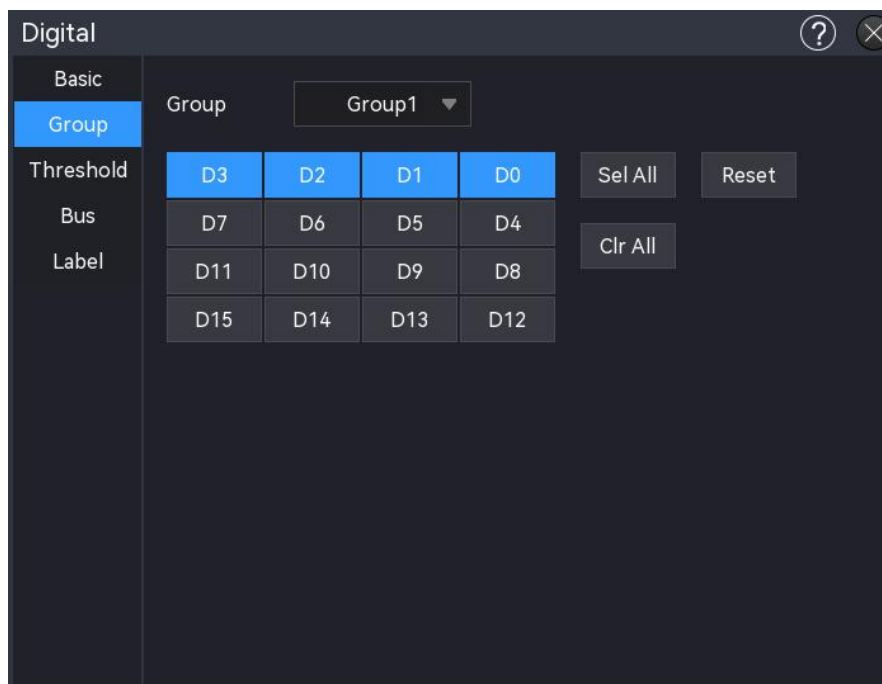 Digital ?
Basic
Group
Threshold
Bus
Label
Group Group1
D3 D2 D1 D0 Sel All Reset
D7 D6 D5 D4
Clr All
D11 D10 D9 D8
D15 D14 D13 D12